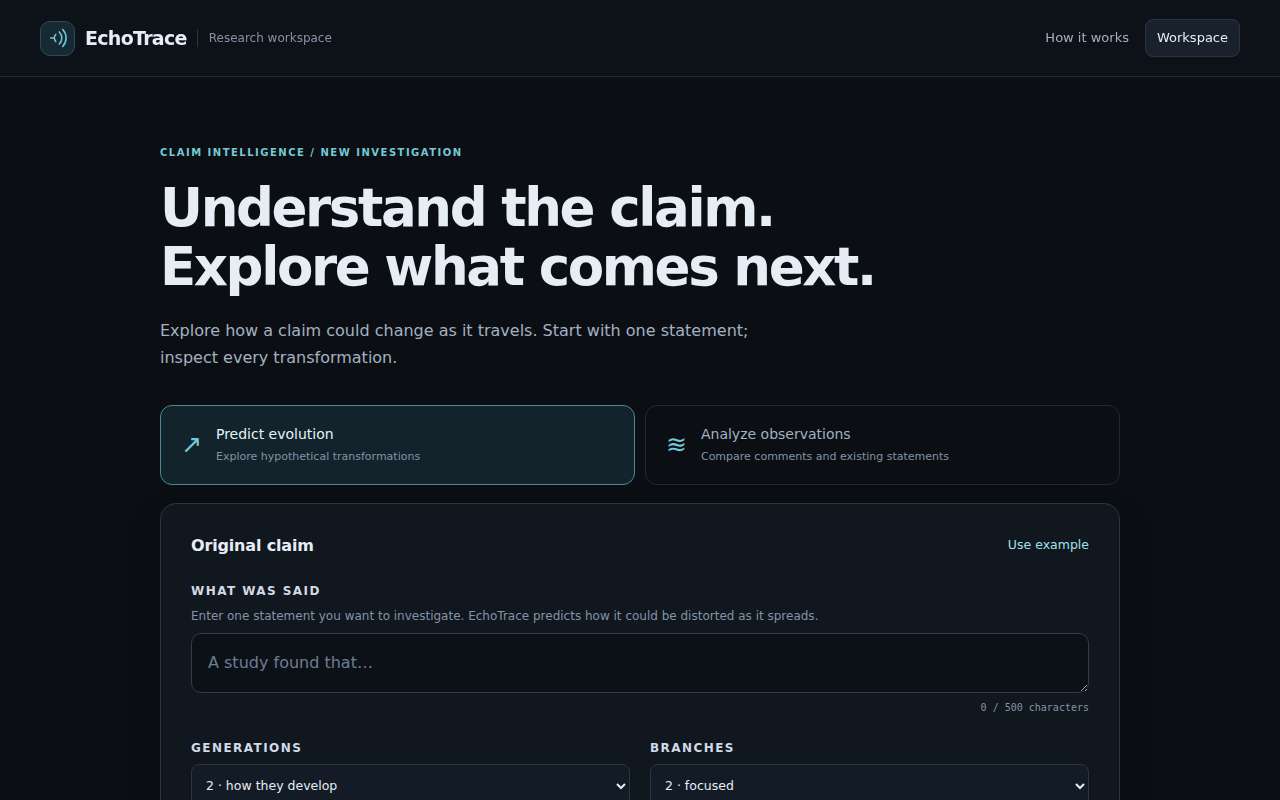 EchoTrace
Research workspace
How it works
Workspace
CLAIM INTELLIGENCE / NEW INVESTIGATION
Understand the claim.
Explore what comes next.
Explore how a claim could change as it travels. Start with one statement;
inspect every transformation.
Predict evolution
Explore hypothetical transformations
Analyze observations
Compare comments and existing statements
Original claim
Use example
WHAT WAS SAID
Enter one statement you want to investigate. EchoTrace predicts how it could be distorted as it spreads.
A study found that…
0 / 500 characters
GENERATIONS
BRANCHES
2 · how they develop
2 · focused